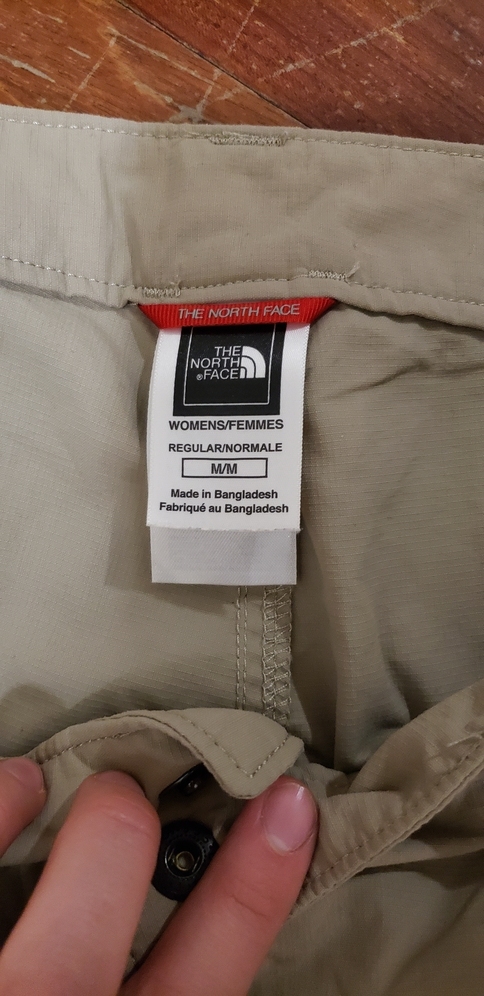 THE NORTH FACE
THE
NORTH
®FACE
WOMENS/FEMMES
REGULAR/NORMALE
M/M
Made in Bangladesh
Fabriqué au Bangladesh